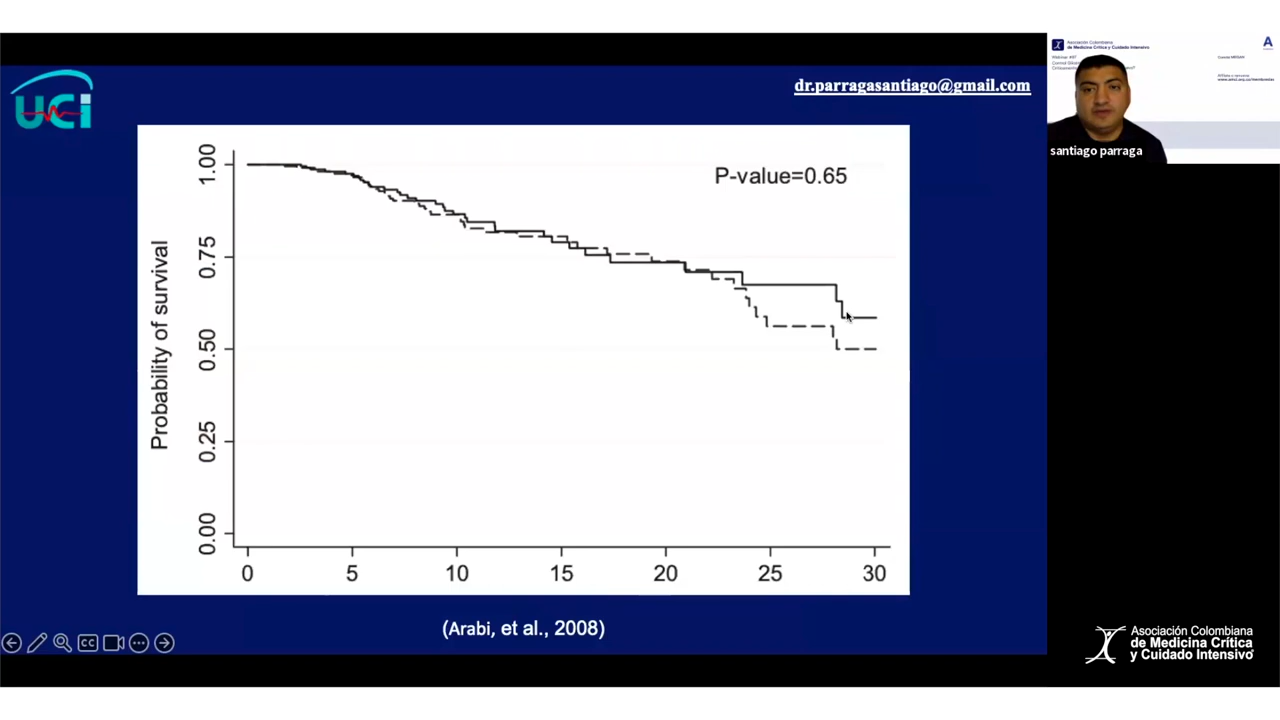 UCi
dr.parragasantiago@gmail.com
P-value=0.65
Probability of survival
1.00
0.75
0.50
0.25
0.00
0 5 10 15 20 25 30
(Arabi, et al., 2008)
CC
Asociación Colombiana
de Medicina Crítica y Cuidado Intensivo
A
santiago parraga
Asociación Colombiana
de Medicina Crítica
y Cuidado Intensivo